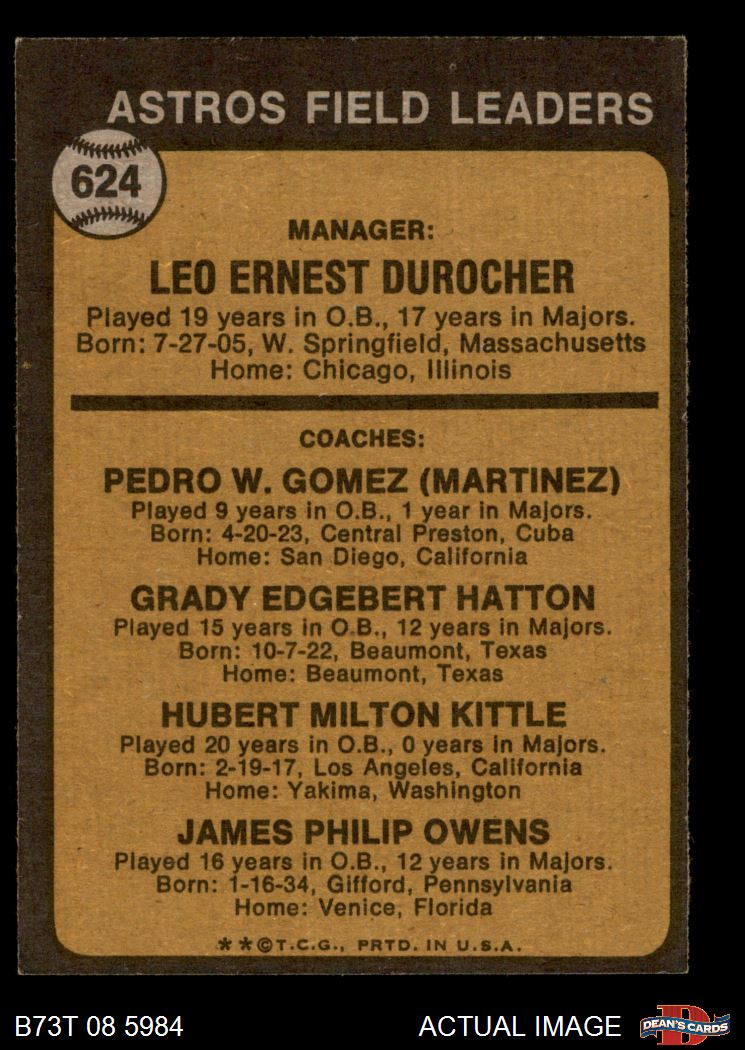 ASTROS FIELD LEADERS
624
MANAGER:
LEO ERNEST DUROCHER
Played 19 years in O.B., 17 years in Majors.
Born: 7-27-05, W. Springfield, Massachusetts
Home: Chicago, Illinois
COACHES:
PEDRO W. GOMEZ (MARTINEZ)
Played 9 years in O.B., 1 year in Majors.
Born: 4-20-23, Central Preston, Cuba
Home: San Diego, California
GRADY EDGEBERT HATTON
Played 15 years in O.B., 12 years in Majors.
Born: 10-7-22, Beaumont, Texas
Home: Beaumont, Texas
HUBERT MILTON KITTLE
Played 20 years in O.B., 0 years in Majors.
Born: 2-19-17, Los Angeles, California
Home: Yakima, Washington
JAMES PHILIP OWENS
Played 16 years in O.B., 12 years in Majors.
Born: 1-16-34, Gifford, Pennsylvania
Home: Venice, Florida
**©T.C.G., PRTD. IN U.S.A.
B73T 08 5984
ACTUAL IMAGE
D
DEAN'S CARDS